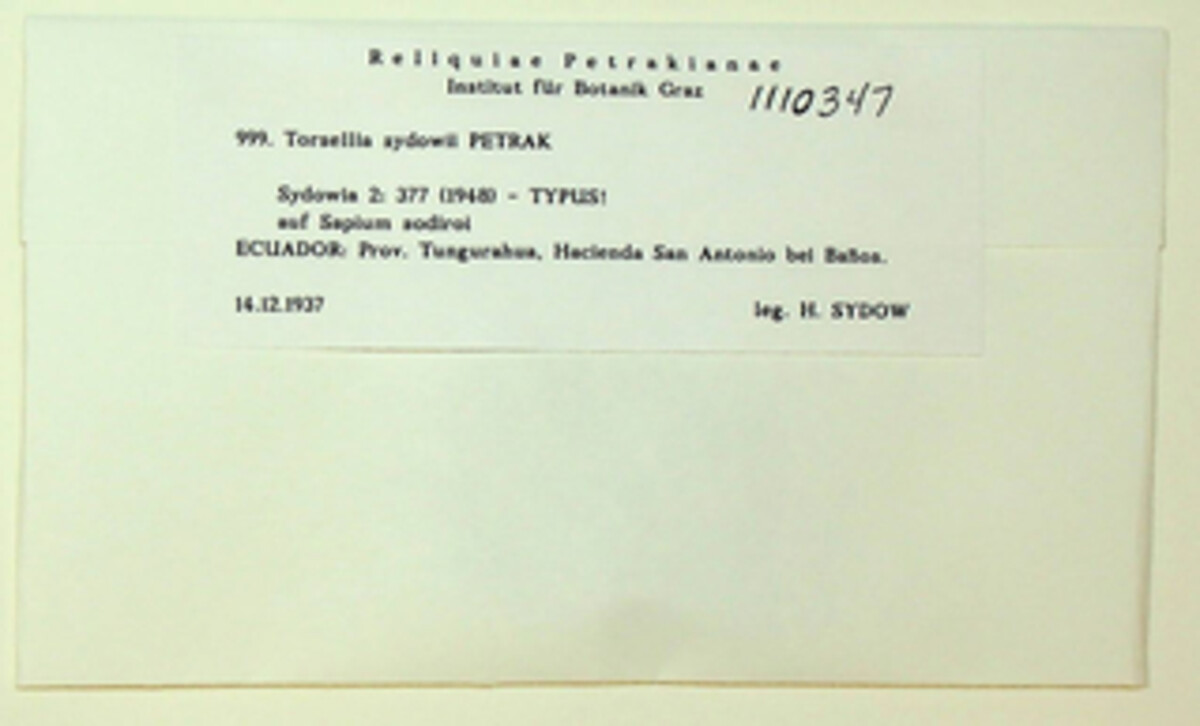 Reliquiae Petrakianae
Institut für Botanik Graz 1110347
999. Torsellia sydowii PETRAK
Sydowia 2: 377 (1948) - TYPUS!
auf Sapium sodiroi
ECUADOR: Prov. Tungurahua, Hacienda San Antonio bei Baños.
14.12.1937 leg. H. SYDOW